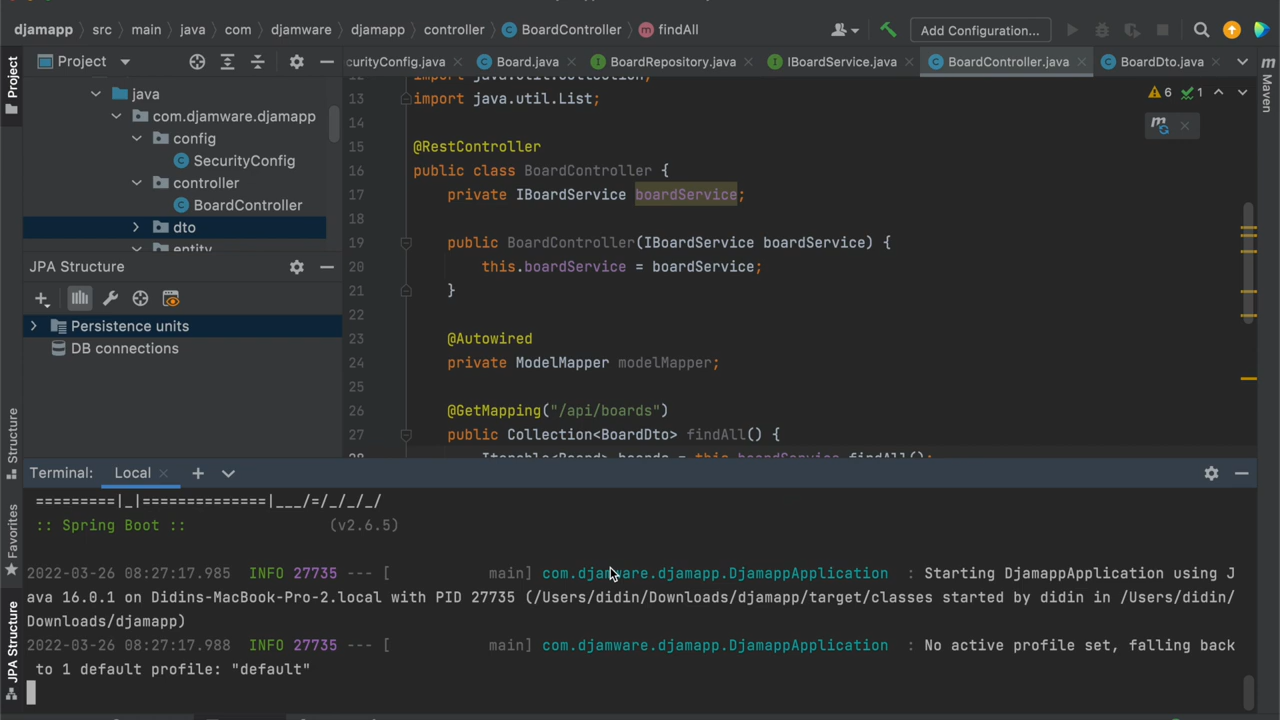 djamapp src main java com djamware djamapp controller BoardController findAll Add Configuration...
Project
curityConfig.java Board.java BoardRepository.java IBoardService.java BoardController.java BoardDto.java
Project
Maven
java
com.djamware.djamapp
config
SecurityConfig
controller
BoardController
dto
entity
6 1
13 import java.util.List;
14
15 @RestController
16 public class BoardController {
17 private IBoardService boardService;
18
19 public BoardController(IBoardService boardService) {
20 this.boardService = boardService;
21 }
22
23 @Autowired
24 private ModelMapper modelMapper;
25
26 @GetMapping("/api/boards")
27 public Collection<BoardDto> findAll() {
JPA Structure
Persistence units
DB connections
Structure
Favorites
JPA Structure
Terminal: Local
=========|_|==============|___/=/_/_/_/
:: Spring Boot :: (v2.6.5)
2022-03-26 08:27:17.985 INFO 27735 --- [ main] com.djamware.djamapp.DjamappApplication : Starting DjamappApplication using J
ava 16.0.1 on Didins-MacBook-Pro-2.local with PID 27735 (/Users/didin/Downloads/djamapp/target/classes started by didin in /Users/didin/
Downloads/djamapp)
2022-03-26 08:27:17.988 INFO 27735 --- [ main] com.djamware.djamapp.DjamappApplication : No active profile set, falling back
to 1 default profile: "default"